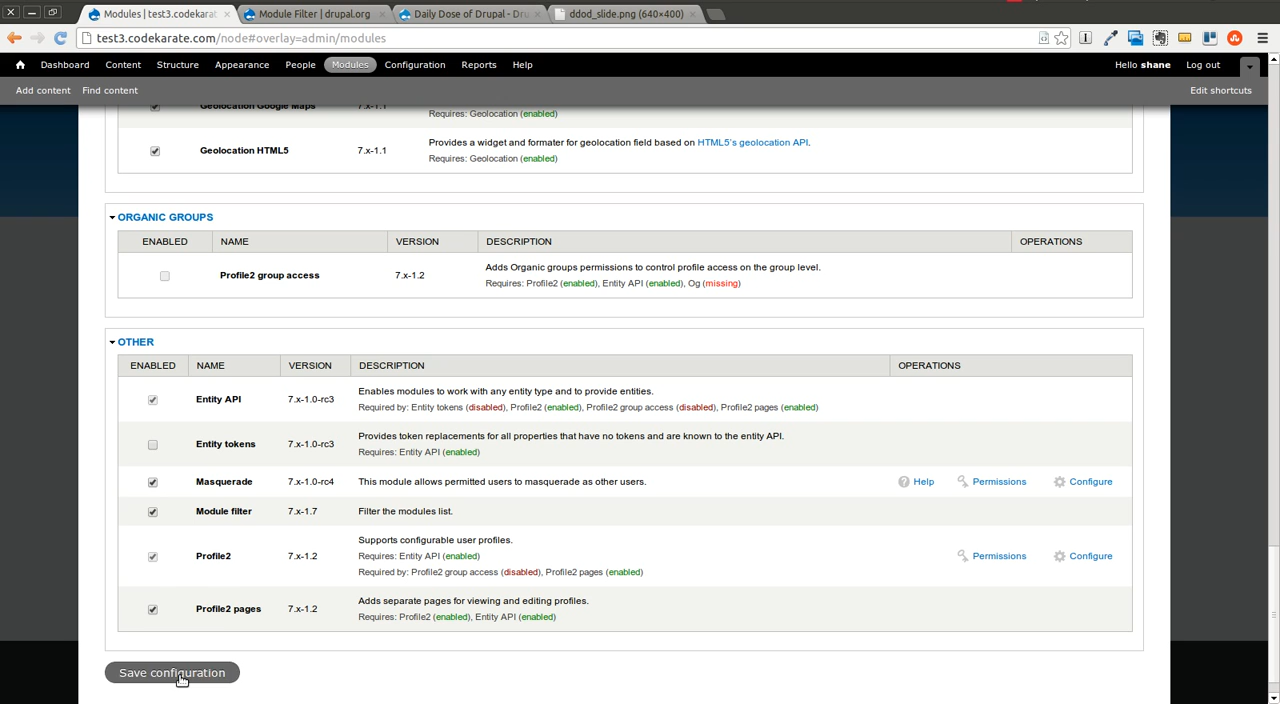 Modules | test3.codekarat
Module Filter | drupal.org
Daily Dose of Drupal - Dru
ddod_slide.png (640×400)
test3.codekarate.com/node#overlay=admin/modules
Dashboard Content Structure Appearance People Modules Configuration Reports Help Hello shane Log out
Add content Find content Edit shortcuts
Geolocation Google Maps 7.x-1.1
Requires: Geolocation (enabled)
Geolocation HTML5 7.x-1.1 Provides a widget and formater for geolocation field based on HTML5's geolocation API.
Requires: Geolocation (enabled)
ORGANIC GROUPS
ENABLED NAME VERSION DESCRIPTION OPERATIONS
Profile2 group access 7.x-1.2 Adds Organic groups permissions to control profile access on the group level.
Requires: Profile2 (enabled), Entity API (enabled), Og (missing)
OTHER
ENABLED NAME VERSION DESCRIPTION OPERATIONS
Entity API 7.x-1.0-rc3 Enables modules to work with any entity type and to provide entities.
Required by: Entity tokens (disabled), Profile2 (enabled), Profile2 group access (disabled), Profile2 pages (enabled)
Entity tokens 7.x-1.0-rc3 Provides token replacements for all properties that have no tokens and are known to the entity API.
Requires: Entity API (enabled)
Masquerade 7.x-1.0-rc4 This module allows permitted users to masquerade as other users. Help Permissions Configure
Module filter 7.x-1.7 Filter the modules list.
Profile2 7.x-1.2 Supports configurable user profiles. Permissions Configure
Requires: Entity API (enabled)
Required by: Profile2 group access (disabled), Profile2 pages (enabled)
Profile2 pages 7.x-1.2 Adds separate pages for viewing and editing profiles.
Requires: Profile2 (enabled), Entity API (enabled)
Save configuration